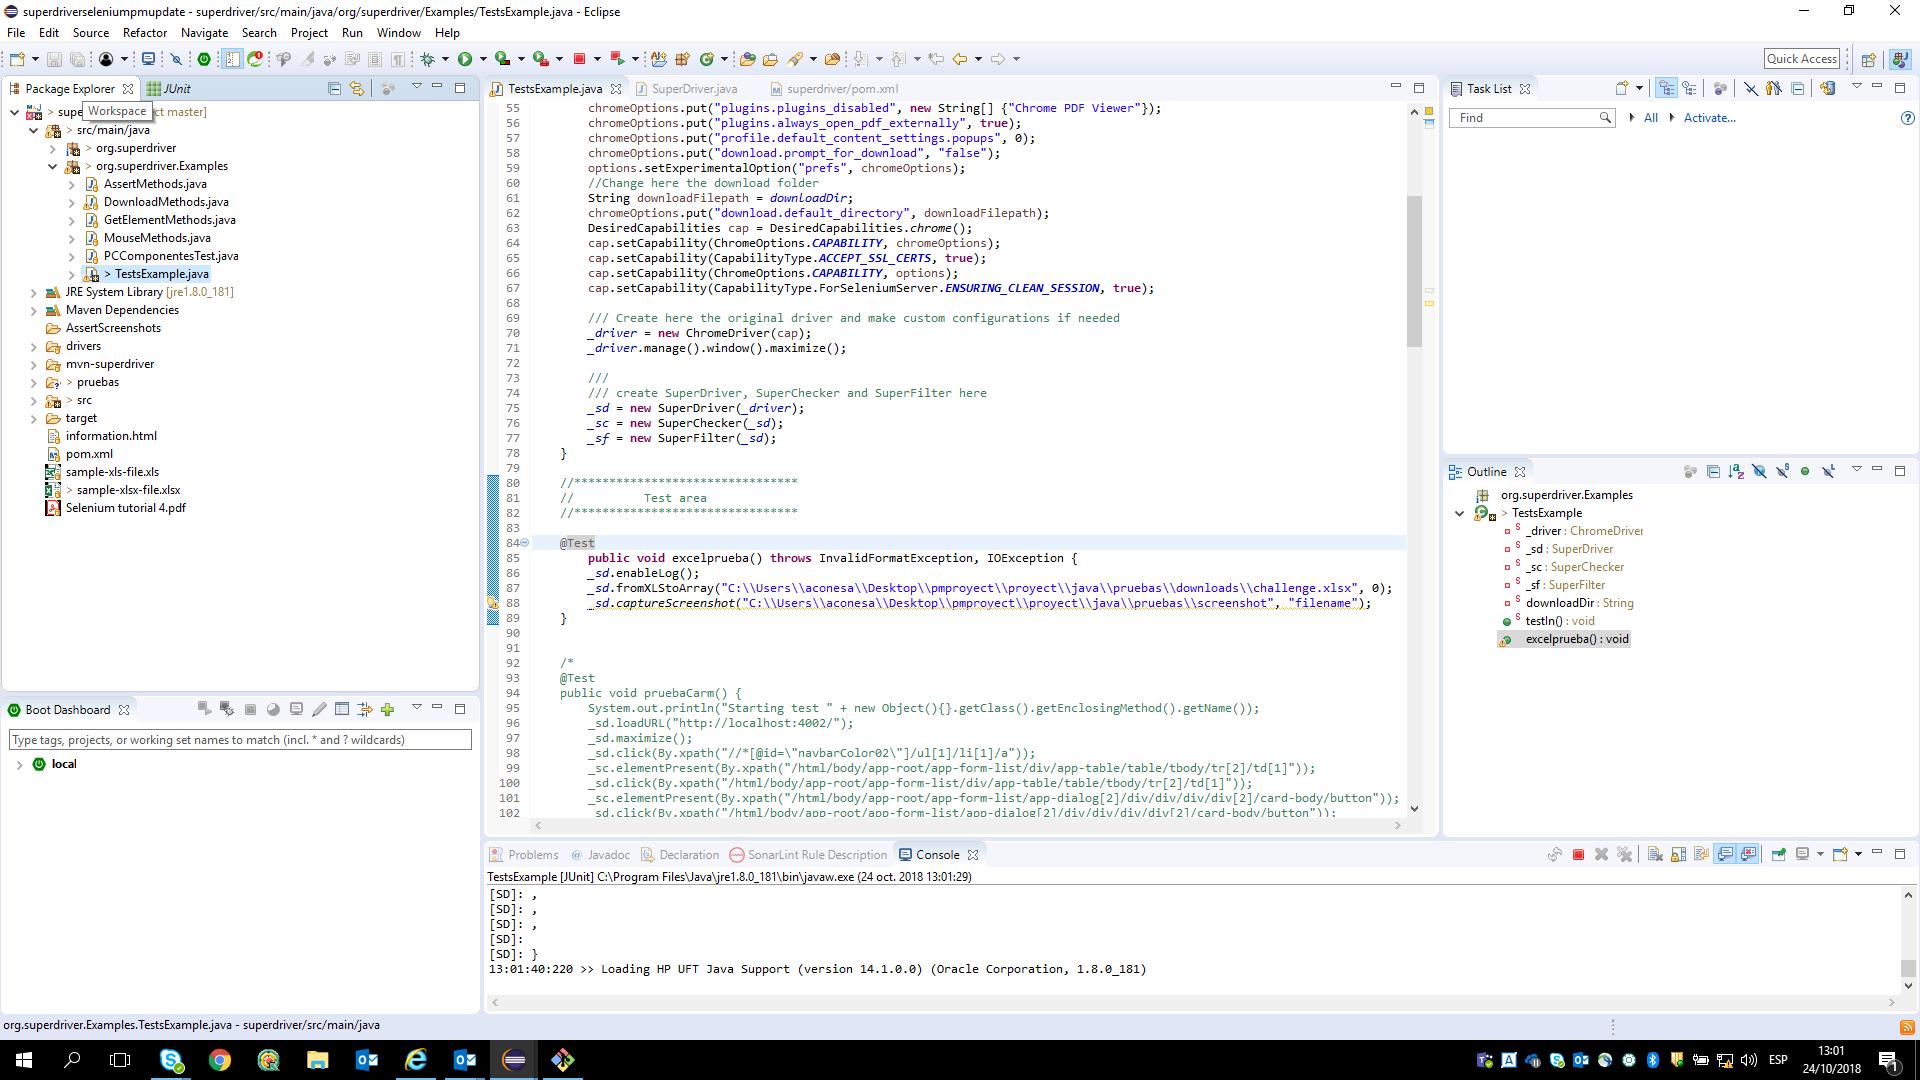 superdriverseleniumpmupdate - superdriver/src/main/java/org/superdriver/Examples/TestsExample.java - Eclipse
File Edit Source Refactor Navigate Search Project Run Window Help
Quick Access
Package Explorer JUnit
> supe Workspace ct master]
> src/main/java
> org.superdriver
> org.superdriver.Examples
AssertMethods.java
DownloadMethods.java
GetElementMethods.java
MouseMethods.java
PCComponentesTest.java
> TestsExample.java
JRE System Library [jre1.8.0_181]
Maven Dependencies
AssertScreenshots
drivers
mvn-superdriver
> pruebas
> src
target
information.html
pom.xml
sample-xls-file.xls
> sample-xlsx-file.xlsx
Selenium tutorial 4.pdf
Boot Dashboard
Type tags, projects, or working set names to match (incl. * and ? wildcards)
local
TestsExample.java SuperDriver.java superdriver/pom.xml
55 chromeOptions.put("plugins.plugins_disabled", new String[] {"Chrome PDF Viewer"});
56 chromeOptions.put("plugins.always_open_pdf_externally", true);
57 chromeOptions.put("profile.default_content_settings.popups", 0);
58 chromeOptions.put("download.prompt_for_download", "false");
59 options.setExperimentalOption("prefs", chromeOptions);
60 //Change here the download folder
61 String downloadFilepath = downloadDir;
62 chromeOptions.put("download.default_directory", downloadFilepath);
63 DesiredCapabilities cap = DesiredCapabilities.chrome();
64 cap.setCapability(ChromeOptions.CAPABILITY, chromeOptions);
65 cap.setCapability(CapabilityType.ACCEPT_SSL_CERTS, true);
66 cap.setCapability(ChromeOptions.CAPABILITY, options);
67 cap.setCapability(CapabilityType.ForSeleniumServer.ENSURING_CLEAN_SESSION, true);
68
69 /// Create here the original driver and make custom configurations if needed
70 _driver = new ChromeDriver(cap);
71 _driver.manage().window().maximize();
72
73 ///
74 /// create SuperDriver, SuperChecker and SuperFilter here
75 _sd = new SuperDriver(_driver);
76 _sc = new SuperChecker(_sd);
77 _sf = new SuperFilter(_sd);
78 }
79
80 //********************************
81 // Test area
82 //********************************
83
84 @Test
85 public void excelprueba() throws InvalidFormatException, IOException {
86 _sd.enableLog();
87 _sd.fromXLStoArray("C:\\Users\\aconesa\\Desktop\\pmproyect\\proyect\\java\\pruebas\\downloads\\challenge.xlsx", 0);
88 _sd.captureScreenshot("C:\\Users\\aconesa\\Desktop\\pmproyect\\proyect\\java\\pruebas\\screenshot", "filename");
89 }
90
91
92 /*
93 @Test
94 public void pruebaCarm() {
95 System.out.println("Starting test " + new Object(){}.getClass().getEnclosingMethod().getName());
96 _sd.loadURL("http://localhost:4002/");
97 _sd.maximize();
98 _sd.click(By.xpath("//*[@id=\"navbarColor02\"]/ul[1]/li[1]/a"));
99 _sc.elementPresent(By.xpath("/html/body/app-root/app-form-list/div/app-table/table/tbody/tr[2]/td[1]"));
100 _sd.click(By.xpath("/html/body/app-root/app-form-list/div/app-table/table/tbody/tr[2]/td[1]"));
101 _sc.elementPresent(By.xpath("/html/body/app-root/app-form-list/app-dialog[2]/div/div/div/div[2]/card-body/button"));
102 _sd.click(By.xpath("/html/body/app-root/app-form-list/app-dialog[2]/div/div/div/div[2]/card-body/button"));
Problems Javadoc Declaration SonarLint Rule Description Console
TestsExample [JUnit] C:\Program Files\Java\jre1.8.0_181\bin\javaw.exe (24 oct. 2018 13:01:29)
[SD]: ,
[SD]: ,
[SD]: ,
[SD]:
[SD]: }
13:01:40:220 >> Loading HP UFT Java Support (version 14.1.0.0) (Oracle Corporation, 1.8.0_181)
Task List
Find All Activate...
Outline
org.superdriver.Examples
> TestsExample
_driver : ChromeDriver
_sd : SuperDriver
_sc : SuperChecker
_sf : SuperFilter
downloadDir : String
testIn() : void
excelprueba() : void
org.superdriver.Examples.TestsExample.java - superdriver/src/main/java
ESP
13:01
24/10/2018
1